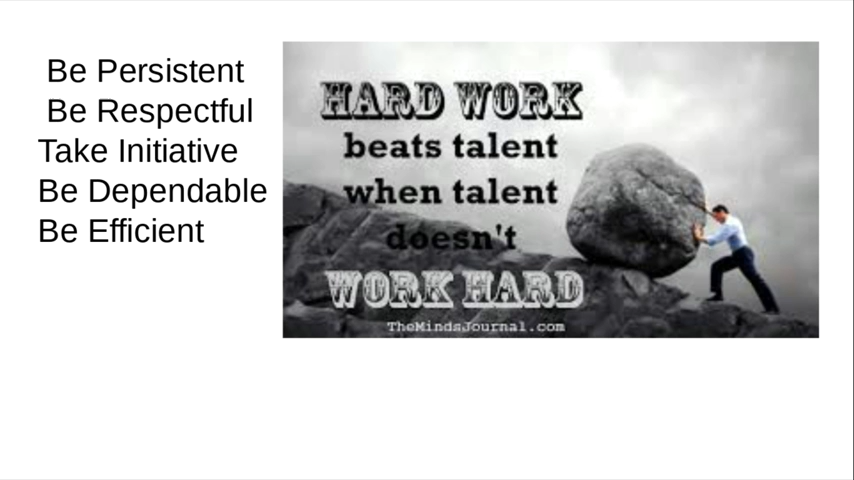 Be Persistent
Be Respectful
Take Initiative
Be Dependable
Be Efficient
HARD WORK
beats talent
when talent
doesn't
WORK HARD
TheMindsJournal.com